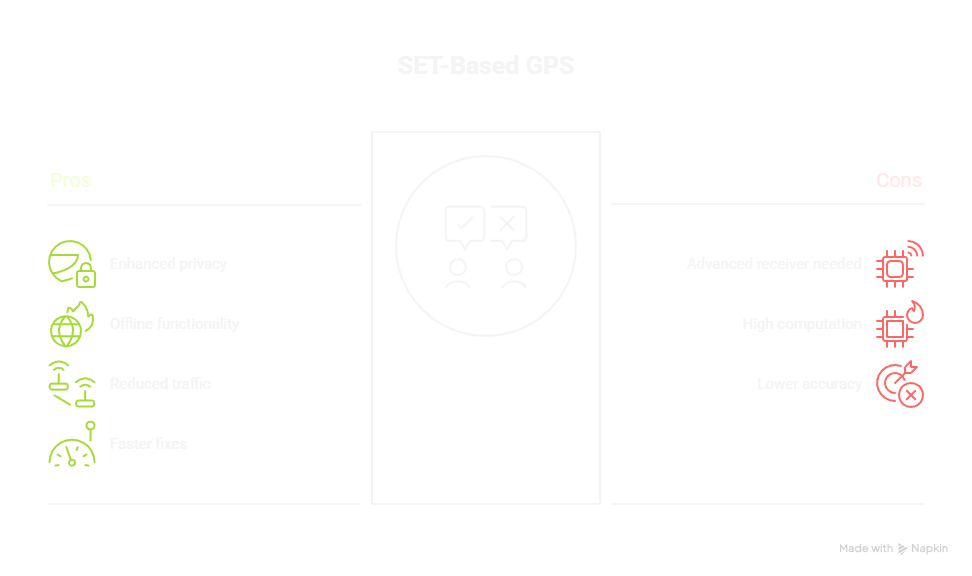 SET-Based GPS
Pros
Enhanced privacy
Offline functionality
Reduced traffic
Faster fixes
Cons
Advanced receiver needed
High computation
Lower accuracy
Made with Napkin